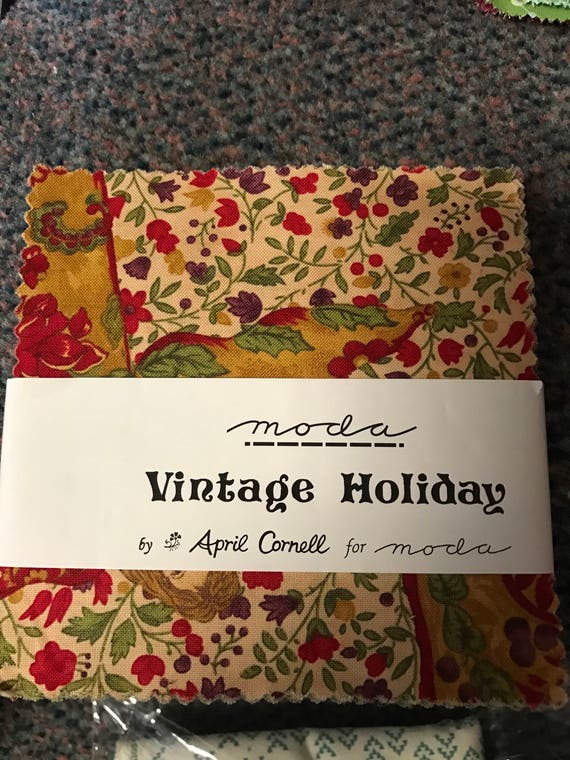 moda
Vintage Holiday
by April Cornell for moda